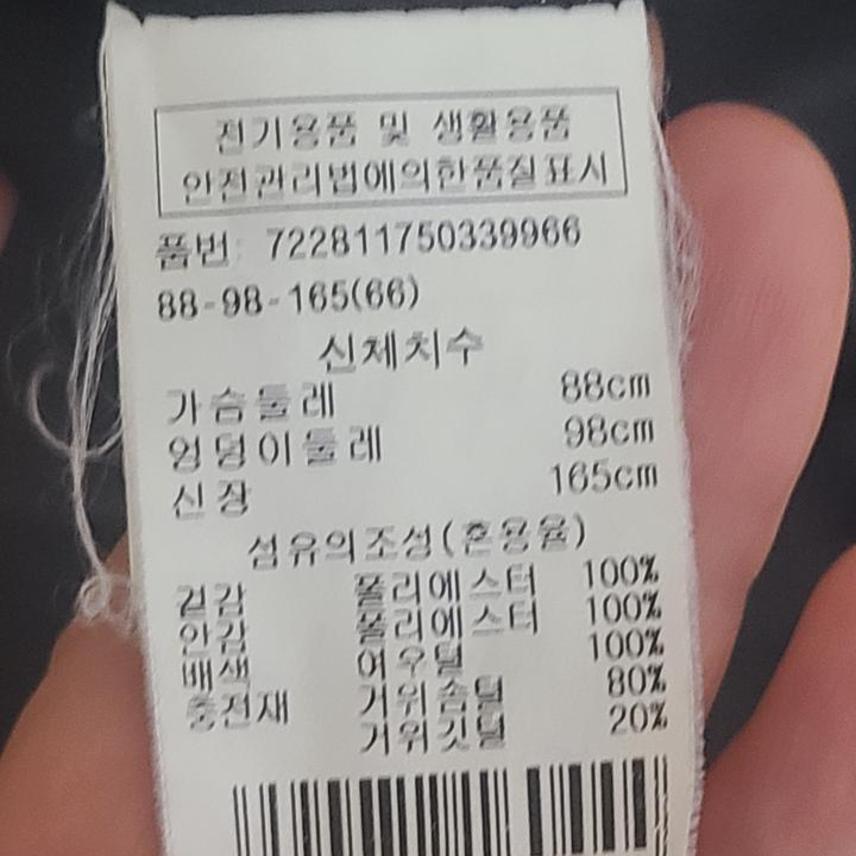 전기용품 및 생활용품
안전관리법에의한품질표시
품번: 722811750339966
88-98-165(66)
신체치수
가슴둘레 88cm
엉덩이둘레 98cm
신장 165cm
섬유의조성(혼용율)
겉감 폴리에스터 100%
안감 폴리에스터 100%
배색 여우털 100%
충전재 거위솜털 80%
거위깃털 20%